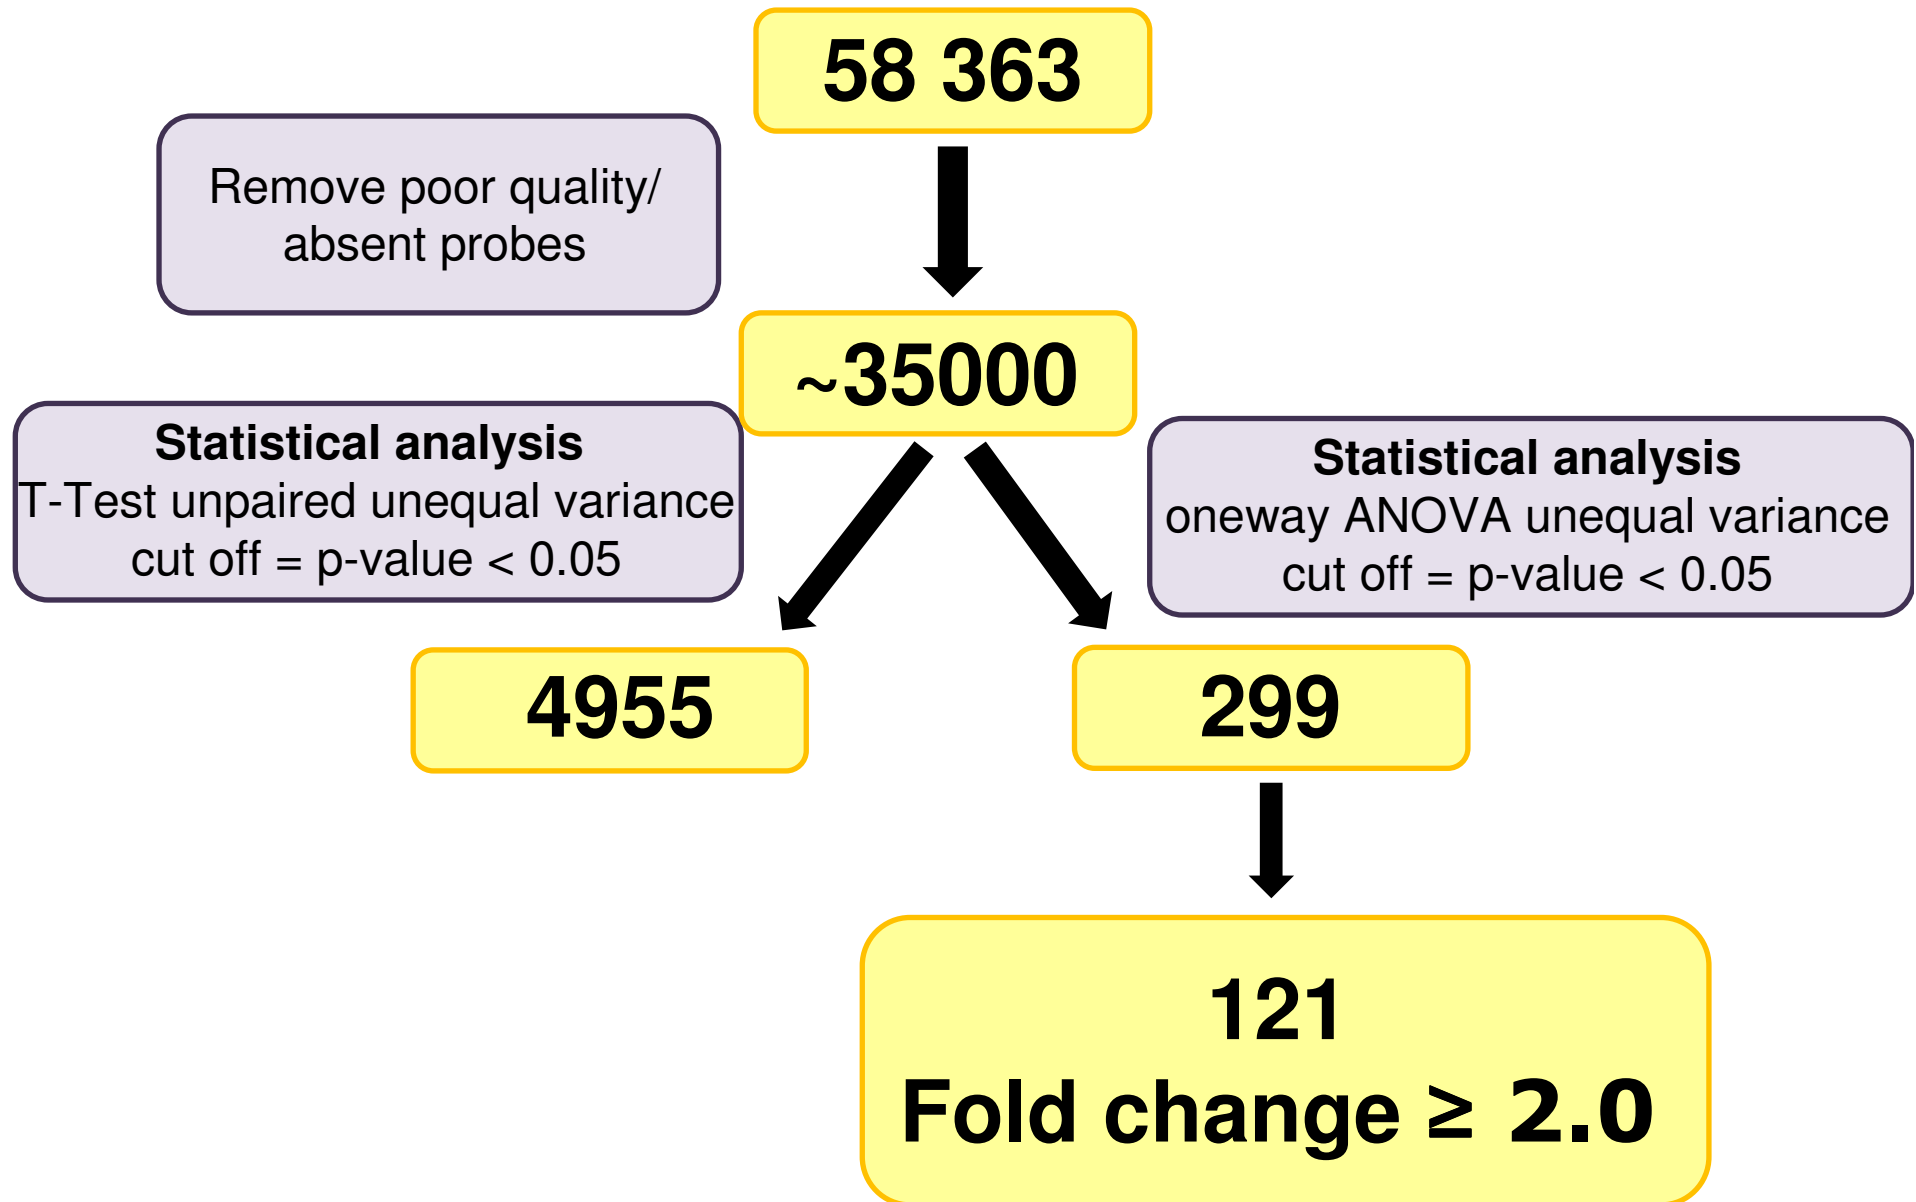 58 363
Remove poor quality/
absent probes
~35000
Statistical analysis
T-Test unpaired unequal variance
cut off = p-value < 0.05
Statistical analysis
oneway ANOVA unequal variance
cut off = p-value < 0.05
4955
299
121
Fold change ≥ 2.0